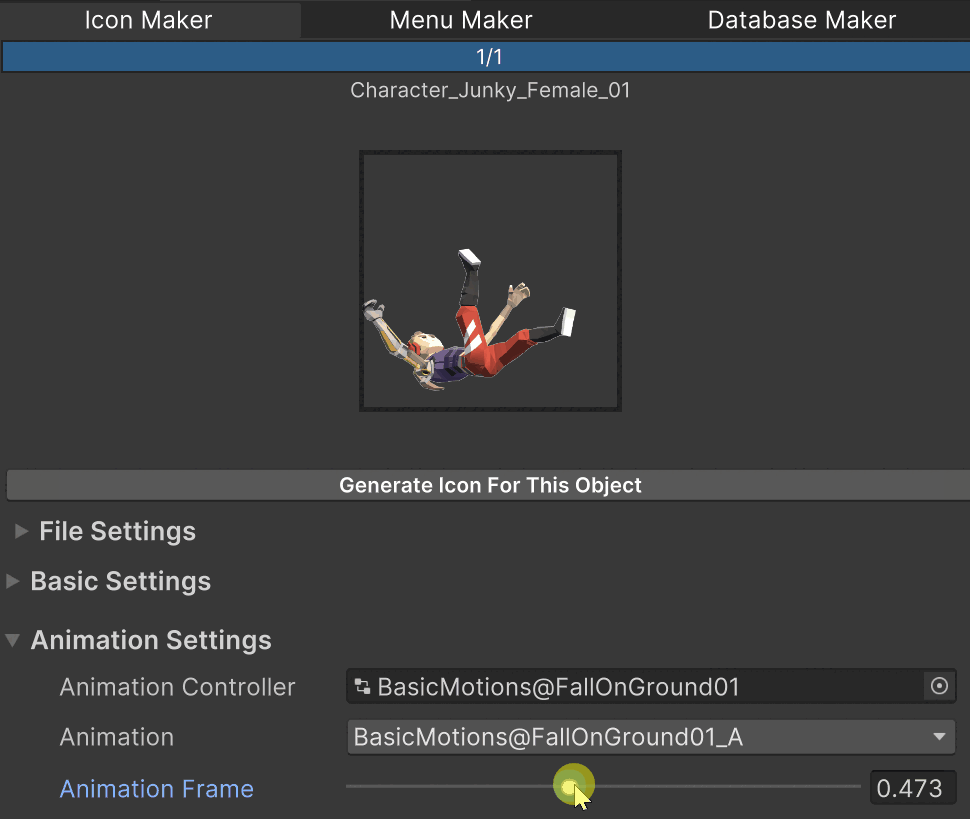 Icon Maker Menu Maker Database Maker
1/1
Character_Junky_Female_01
Generate Icon For This Object
File Settings
Basic Settings
Animation Settings
Animation Controller BasicMotions@FallOnGround01
Animation BasicMotions@FallOnGround01_A
Animation Frame 0.473